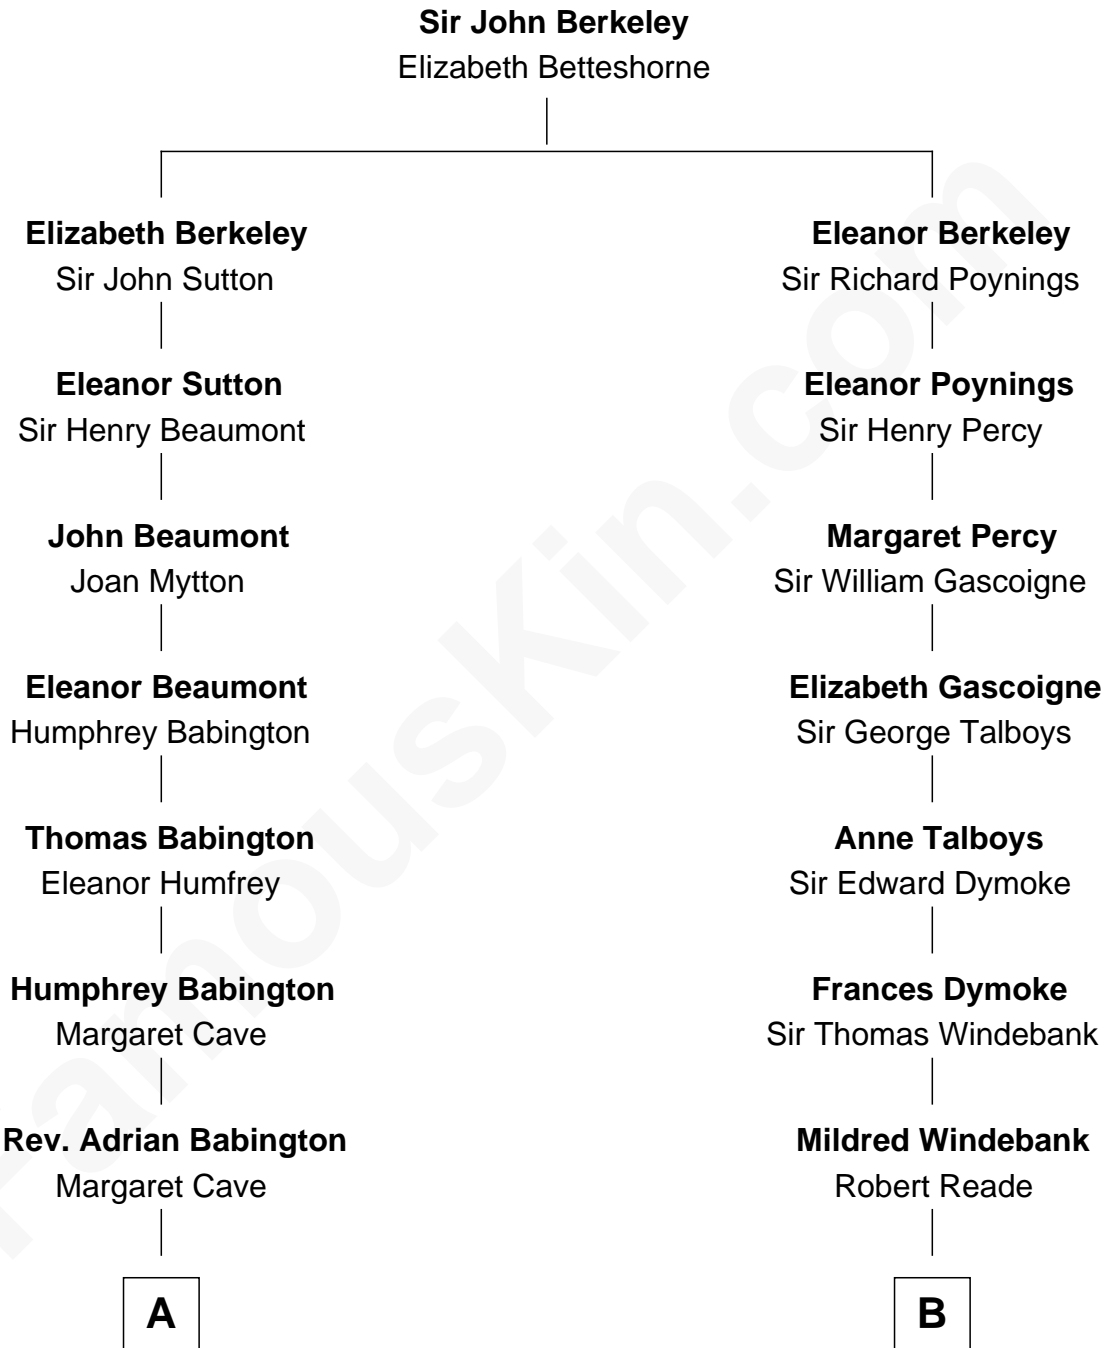 Sir John Berkeley
Elizabeth Betteshorne
Elizabeth Berkeley
Sir John Sutton
Eleanor Sutton
Sir Henry Beaumont
John Beaumont
Joan Mytton
Eleanor Beaumont
Humphrey Babington
Thomas Babington
Eleanor Humfrey
Humphrey Babington
Margaret Cave
Rev. Adrian Babington
Margaret Cave
A
Eleanor Berkeley
Sir Richard Poynings
Eleanor Poynings
Sir Henry Percy
Margaret Percy
Sir William Gascoigne
Elizabeth Gascoigne
Sir George Talboys
Anne Talboys
Sir Edward Dymoke
Frances Dymoke
Sir Thomas Windebank
Mildred Windebank
Robert Reade
B
FamousKin.com